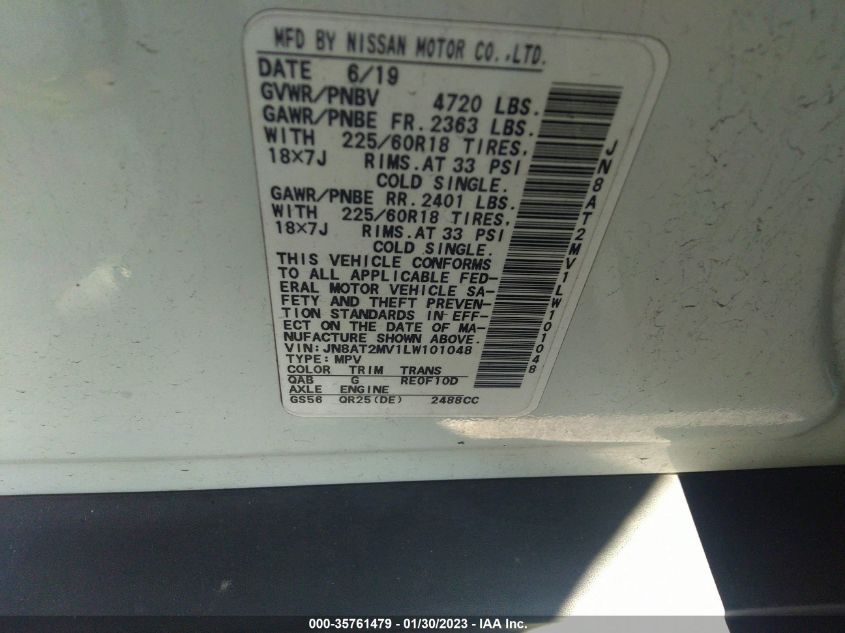 MFD BY NISSAN MOTOR CO.,LTD.
DATE 6/19
GVWR/PNBV 4720 LBS.
GAWR/PNBE FR. 2363 LBS.
WITH 225/60R18 TIRES,
18X7J RIMS.AT 33 PSI
COLD SINGLE.
GAWR/PNBE RR. 2401 LBS.
WITH 225/60R18 TIRES,
18X7J RIMS.AT 33 PSI
COLD SINGLE.
THIS VEHICLE CONFORMS
TO ALL APPLICABLE FED-
ERAL MOTOR VEHICLE SA-
FETY AND THEFT PREVEN-
TION STANDARDS IN EFF-
ECT ON THE DATE OF MA-
NUFACTURE SHOWN ABOVE.
VIN:JN8AT2MV1LW101048
TYPE:MPV
COLOR TRIM TRANS
QAB G RE0F10D
AXLE ENGINE
GS56 QR25(DE) 2488CC
JN8AT2MV1LW101048
000-35761479 — 01/30/2023 — IAA Inc.